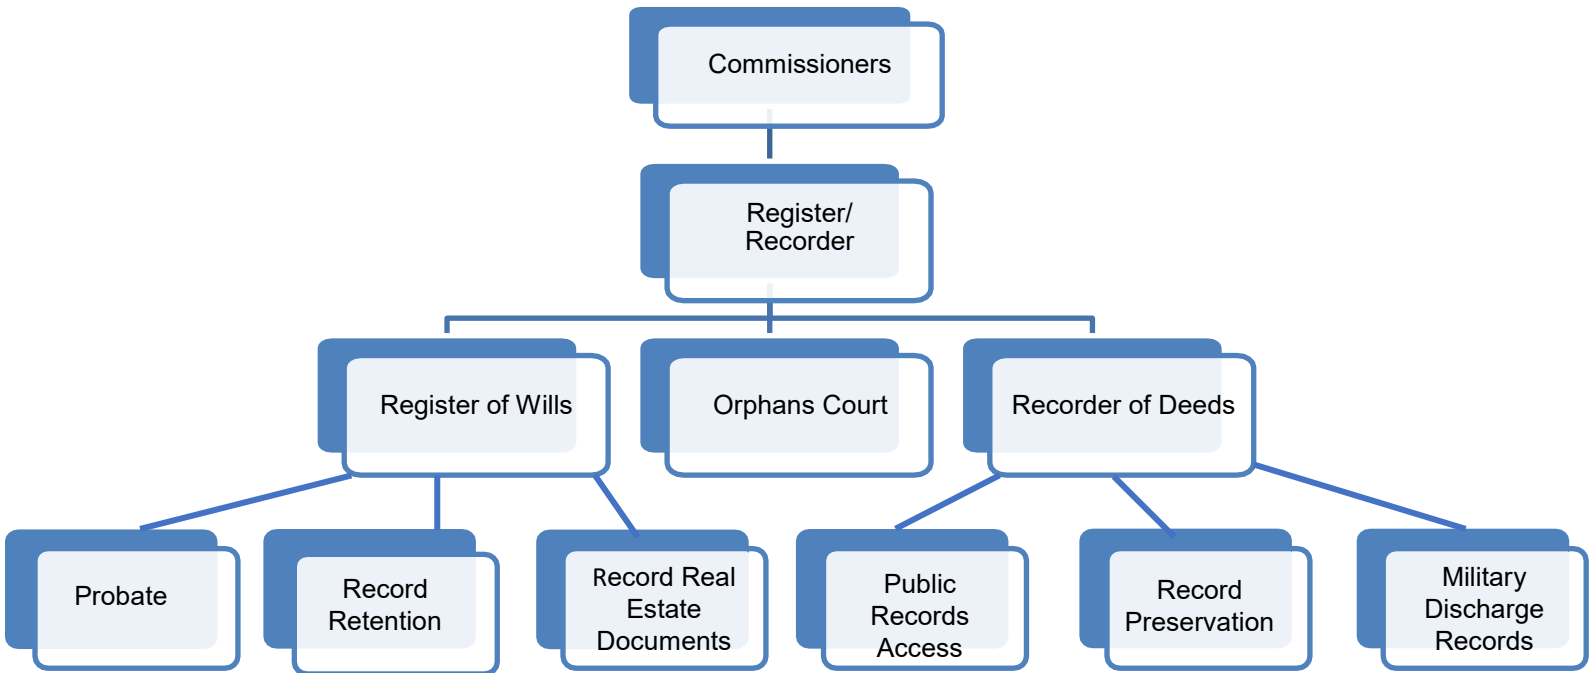 Commissioners
Register/
Recorder
Register of Wills
Orphans Court
Recorder of Deeds
Probate
Record
Retention
Record Real
Estate
Documents
Public
Records
Access
Record
Preservation
Military
Discharge
Records